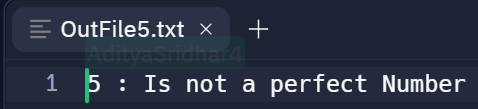 OutFile5.txt
AdityaSridhar4
1 5 : Is not a perfect Number